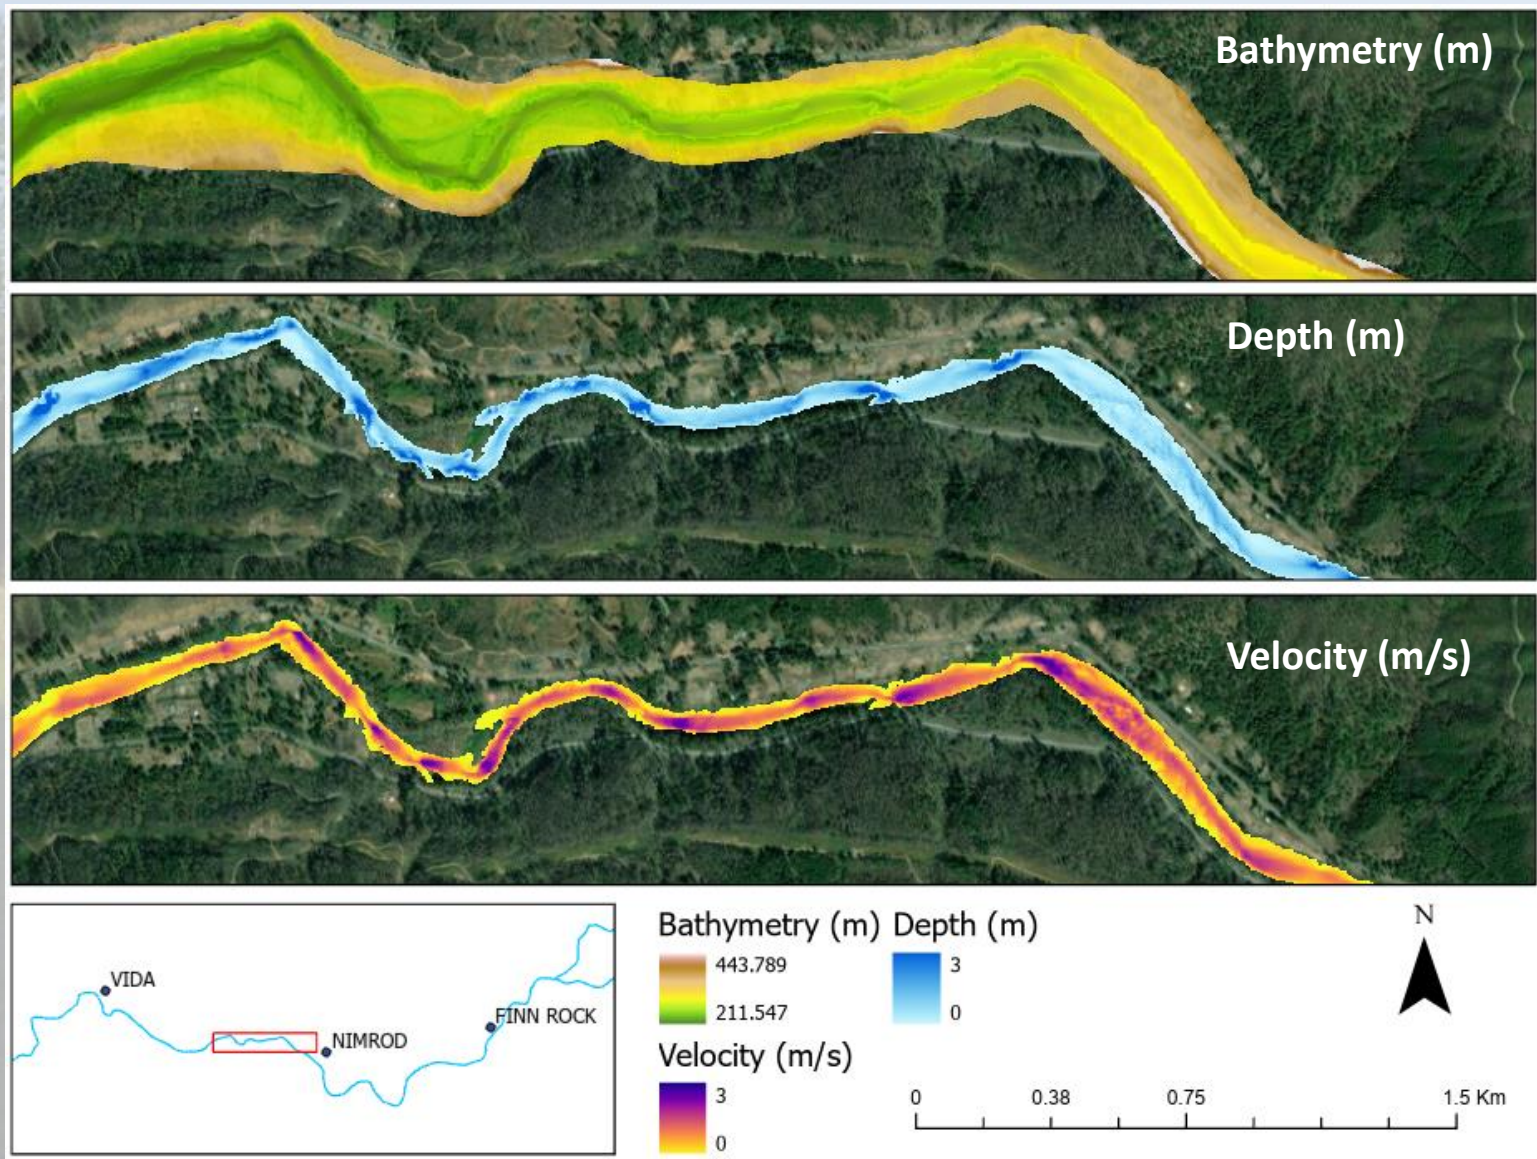 Bathymetry (m)
Depth (m)
Velocity (m/s)
VIDA
NIMROD
FINN ROCK
Bathymetry (m)
443.789
211.547
Depth (m)
3
0
Velocity (m/s)
3
0
N
0 0.38 0.75 1.5 Km